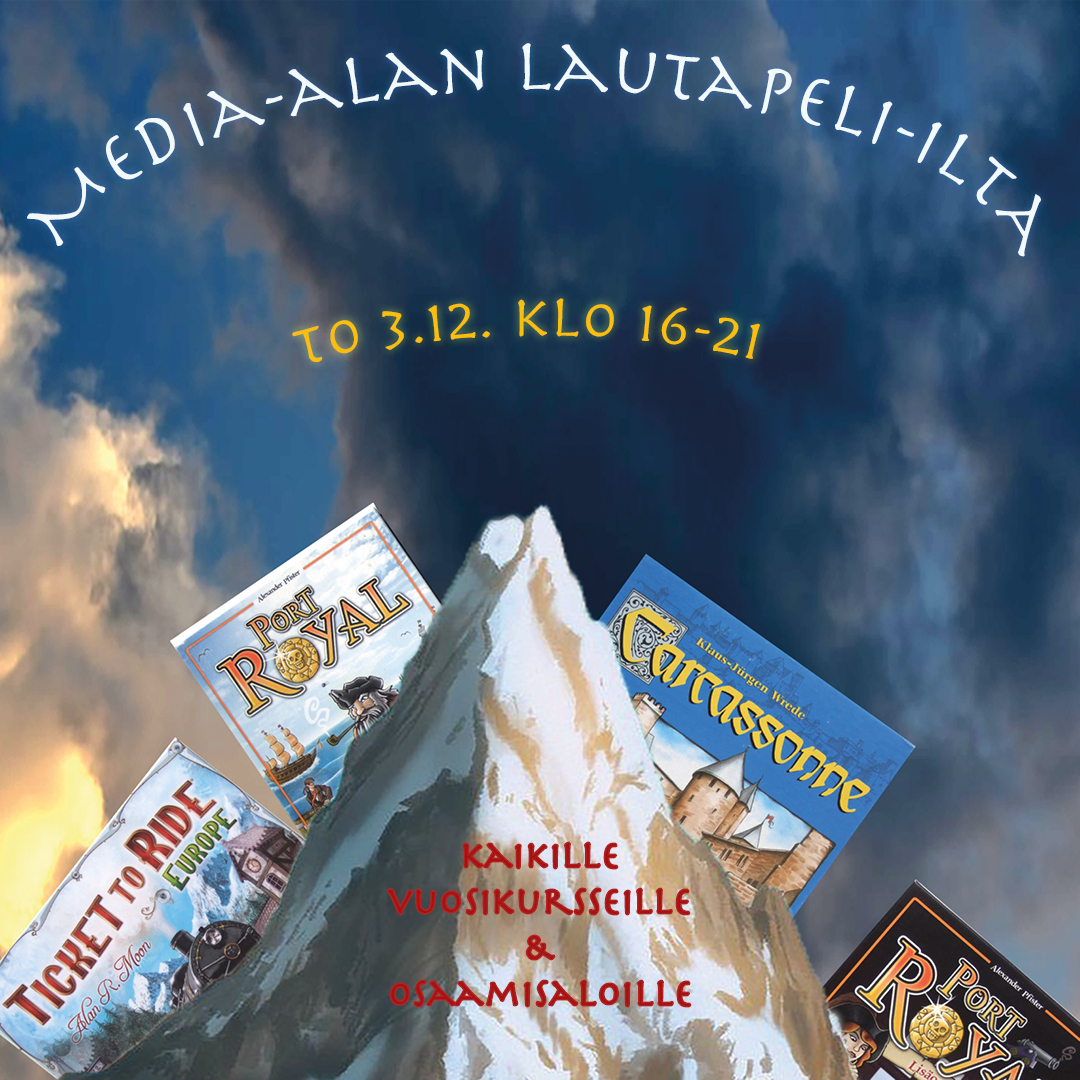 MEDIA-ALAN LAUTAPELI-ILTA
TO 3.12. KLO 16-21
Alexander Pfister
PORT
ROYAL
Klaus-Jürgen Wrede
Carcassonne
TICKET TO RIDE
EUROPE
Alan R. Moon
KAIKILLE
VUOSIKURSSEILLE
&
OSAAMISALOILLE
Alexander Pfister
PORT